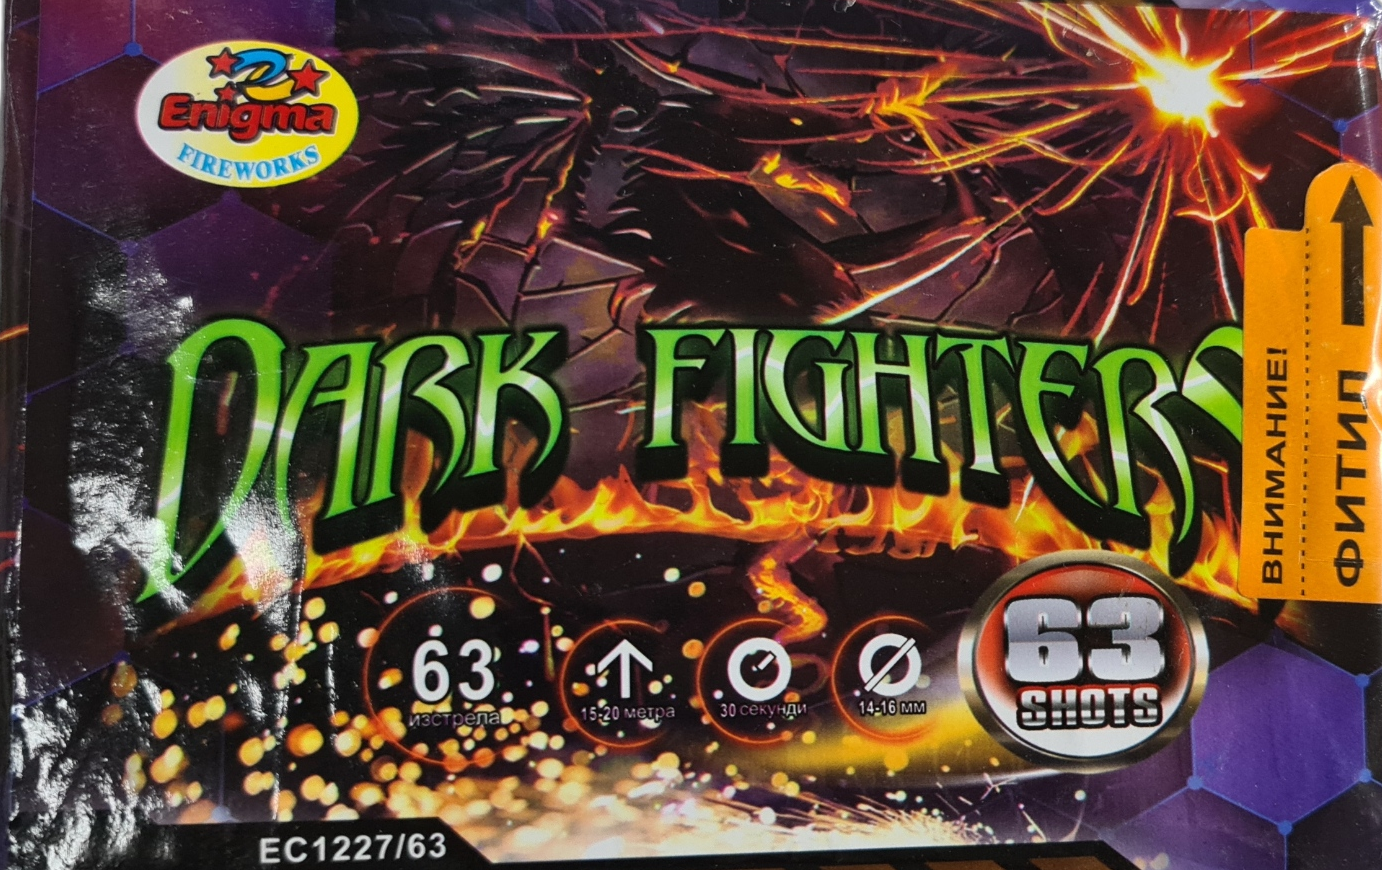 Enigma
FIREWORKS
DARK FIGHTERS
ВНИМАНИЕ!
ФИТИЛ
63
изстрела
15-20 метра
30 секунди
14-16 мм
63
SHOTS
EC1227/63